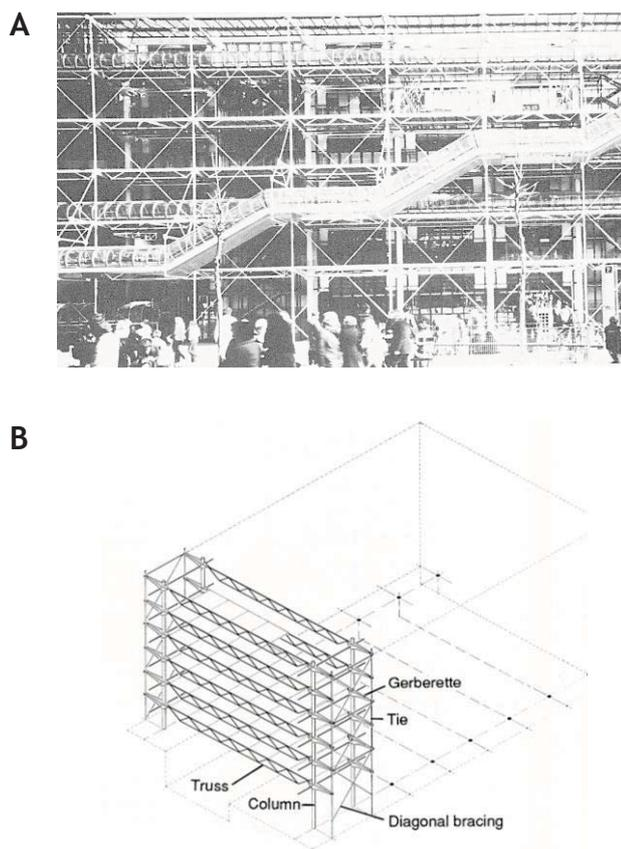 A
B
Gerberette
Tie
Truss
Column
Diagonal bracing